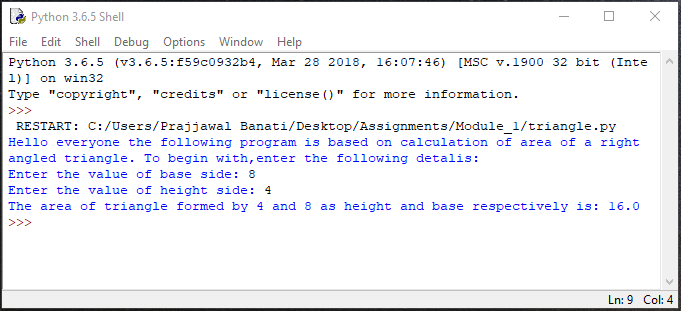 Python 3.6.5 Shell
File Edit Shell Debug Options Window Help
Python 3.6.5 (v3.6.5:f59c0932b4, Mar 28 2018, 16:07:46) [MSC v.1900 32 bit (Inte
l)] on win32
Type "copyright", "credits" or "license()" for more information.
>>>
RESTART: C:/Users/Prajjawal Banati/Desktop/Assignments/Module_1/triangle.py
Hello everyone the following program is based on calculation of area of a right
angled triangle. To begin with,enter the following detalis:
Enter the value of base side: 8
Enter the value of height side: 4
The area of triangle formed by 4 and 8 as height and base respectively is: 16.0
>>>
Ln: 9 Col: 4